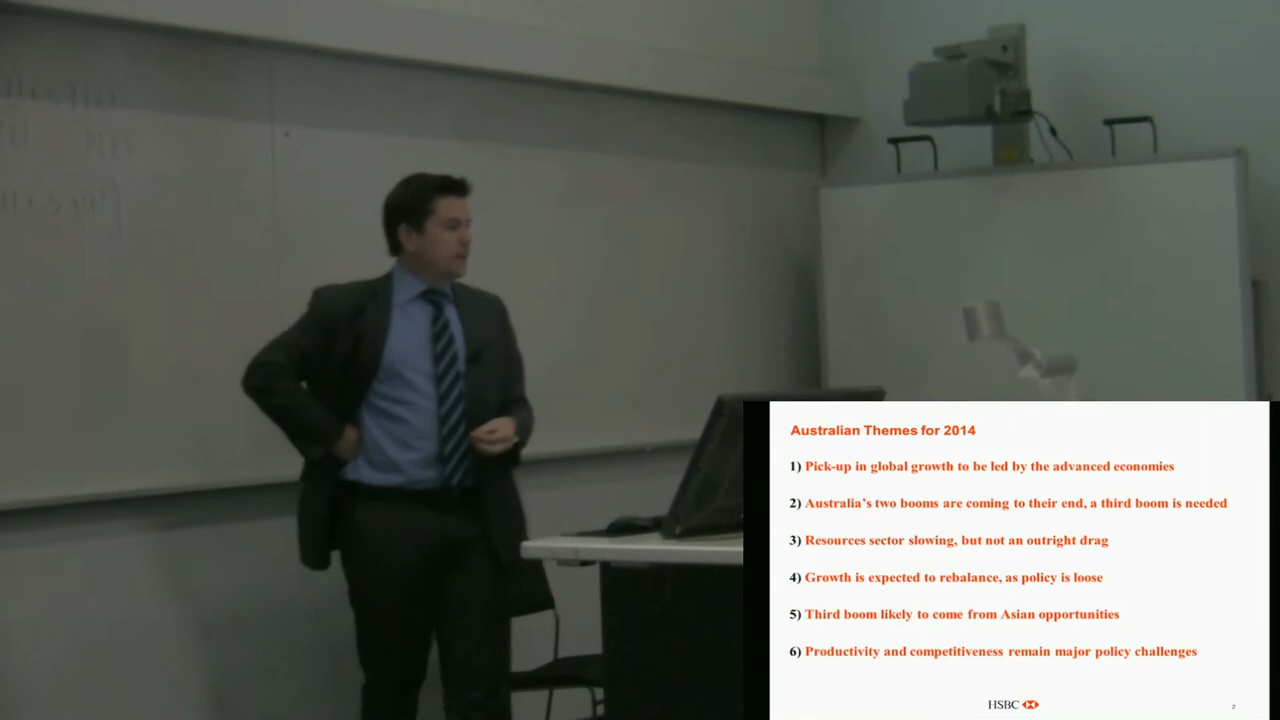 Australian Themes for 2014
1) Pick-up in global growth to be led by the advanced economies
2) Australia's two booms are coming to their end, a third boom is needed
3) Resources sector slowing, but not an outright drag
4) Growth is expected to rebalance, as policy is loose
5) Third boom likely to come from Asian opportunities
6) Productivity and competitiveness remain major policy challenges
HSBC
2